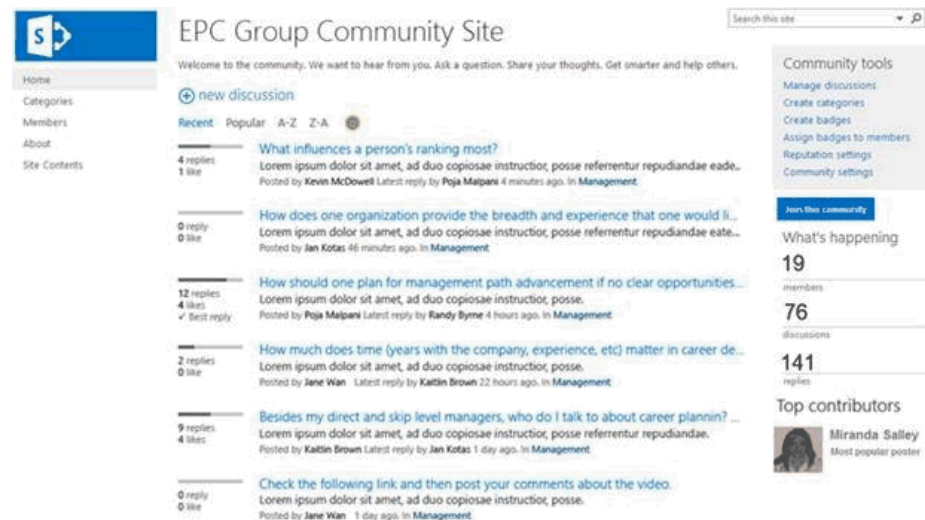 S
EPC Group Community Site
Search this site
Welcome to the community. We want to hear from you. Ask a question. Share your thoughts. Get smarter and help others.
Home
Categories
Members
About
Site Contents
new discussion
Recent Popular A-Z Z-A
4 replies
1 like
What influences a person's ranking most?
Lorem ipsum dolor sit amet, ad duo copiosae instructior, posse referrentur repudiandae eade..
Posted by Kevin McDowell Latest reply by Poja Malpani 4 minutes ago. In Management
0 reply
0 like
How does one organization provide the breadth and experience that one would li...
Lorem ipsum dolor sit amet, ad duo copiosae instructior, posse referrentur repudiandae eate...
Posted by Jan Kotas 46 minutes ago. In Management
12 replies
4 likes
✓ Best reply
How should one plan for management path advancement if no clear opportunities...
Lorem ipsum dolor sit amet, ad duo copiosae instructior, posse.
Posted by Poja Malpani Latest reply by Randy Byrne 4 hours ago. In Management
2 replies
0 like
How much does time (years with the company, experience, etc) matter in career de...
Lorem ipsum dolor sit amet, ad duo copiosae instructior, posse.
Posted by Jane Wan Latest reply by Kaitlin Brown 22 hours ago. In Management
9 replies
4 likes
Besides my direct and skip level managers, who do I talk to about career plannin? ...
Lorem ipsum dolor sit amet, ad duo copiosae instructior, posse referrentur repudiandae.
Posted by Kaitlin Brown Latest reply by Jan Kotas 1 day ago. In Management
0 reply
0 like
Check the following link and then post your comments about the video.
Lorem ipsum dolor sit amet, ad duo copiosae instructior, posse.
Posted by Jane Wan 1 day ago. In Management
Community tools
Manage discussions
Create categories
Create badges
Assign badges to members
Reputation settings
Community settings
Join this community
What's happening
19
members
76
discussions
141
replies
Top contributors
Miranda Salley
Most popular poster